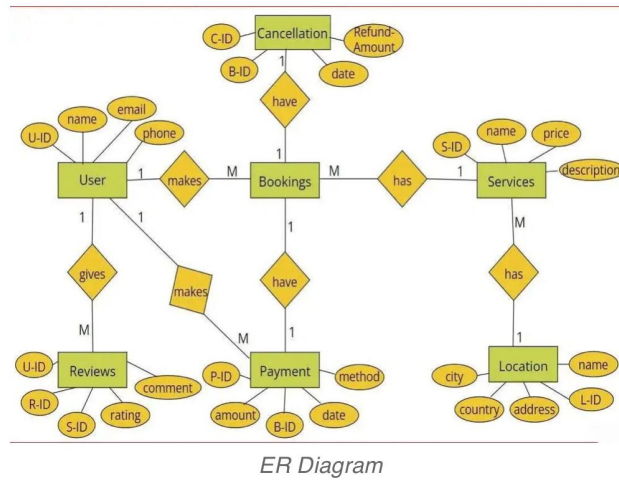 C-ID
Cancellation
Refund-
Amount
B-ID
1
date
have
1
U-ID
name
email
phone
User
1
makes
M
Bookings
M
has
1
Services
S-ID
name
price
description
1
1
1
M
gives
makes
have
has
M
M
1
1
U-ID
Reviews
comment
R-ID
S-ID
rating
P-ID
Payment
method
amount
B-ID
date
city
Location
name
country
address
L-ID
ER Diagram